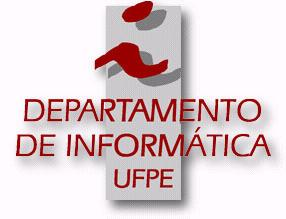 DEPARTAMENTO
DE INFORMÁTICA
UFPE